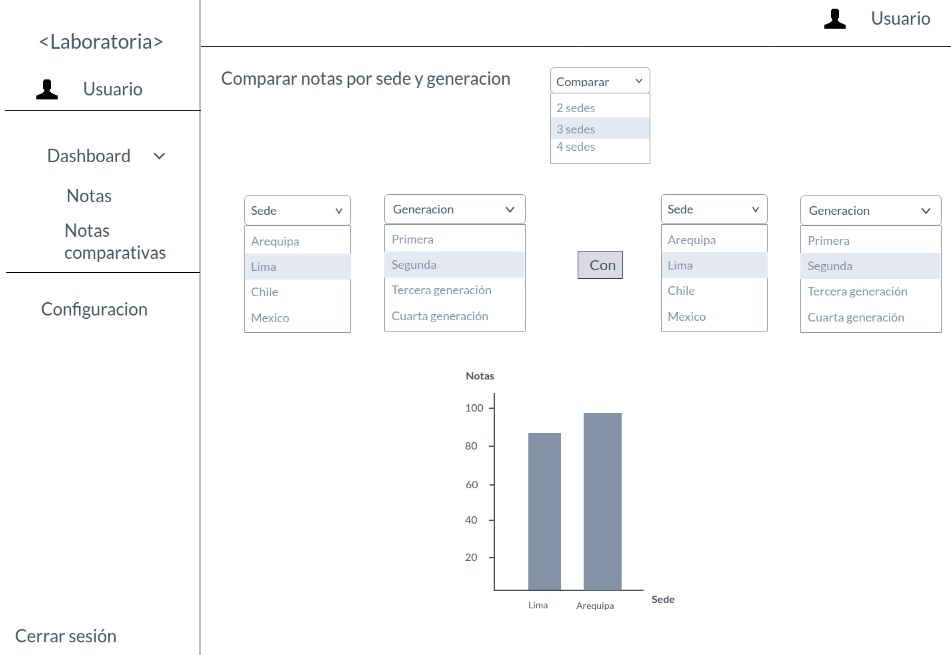 <Laboratoria>
Usuario
Dashboard
Notas
Notas
comparativas
Configuracion
Cerrar sesión
Usuario
Comparar notas por sede y generacion
Comparar
2 sedes
3 sedes
4 sedes
Sede
Arequipa
Lima
Chile
Mexico
Generacion
Primera
Segunda
Tercera generación
Cuarta generación
Con
Sede
Arequipa
Lima
Chile
Mexico
Generacion
Primera
Segunda
Tercera generación
Cuarta generación
Notas
100
80
60
40
20
Lima
Arequipa
Sede